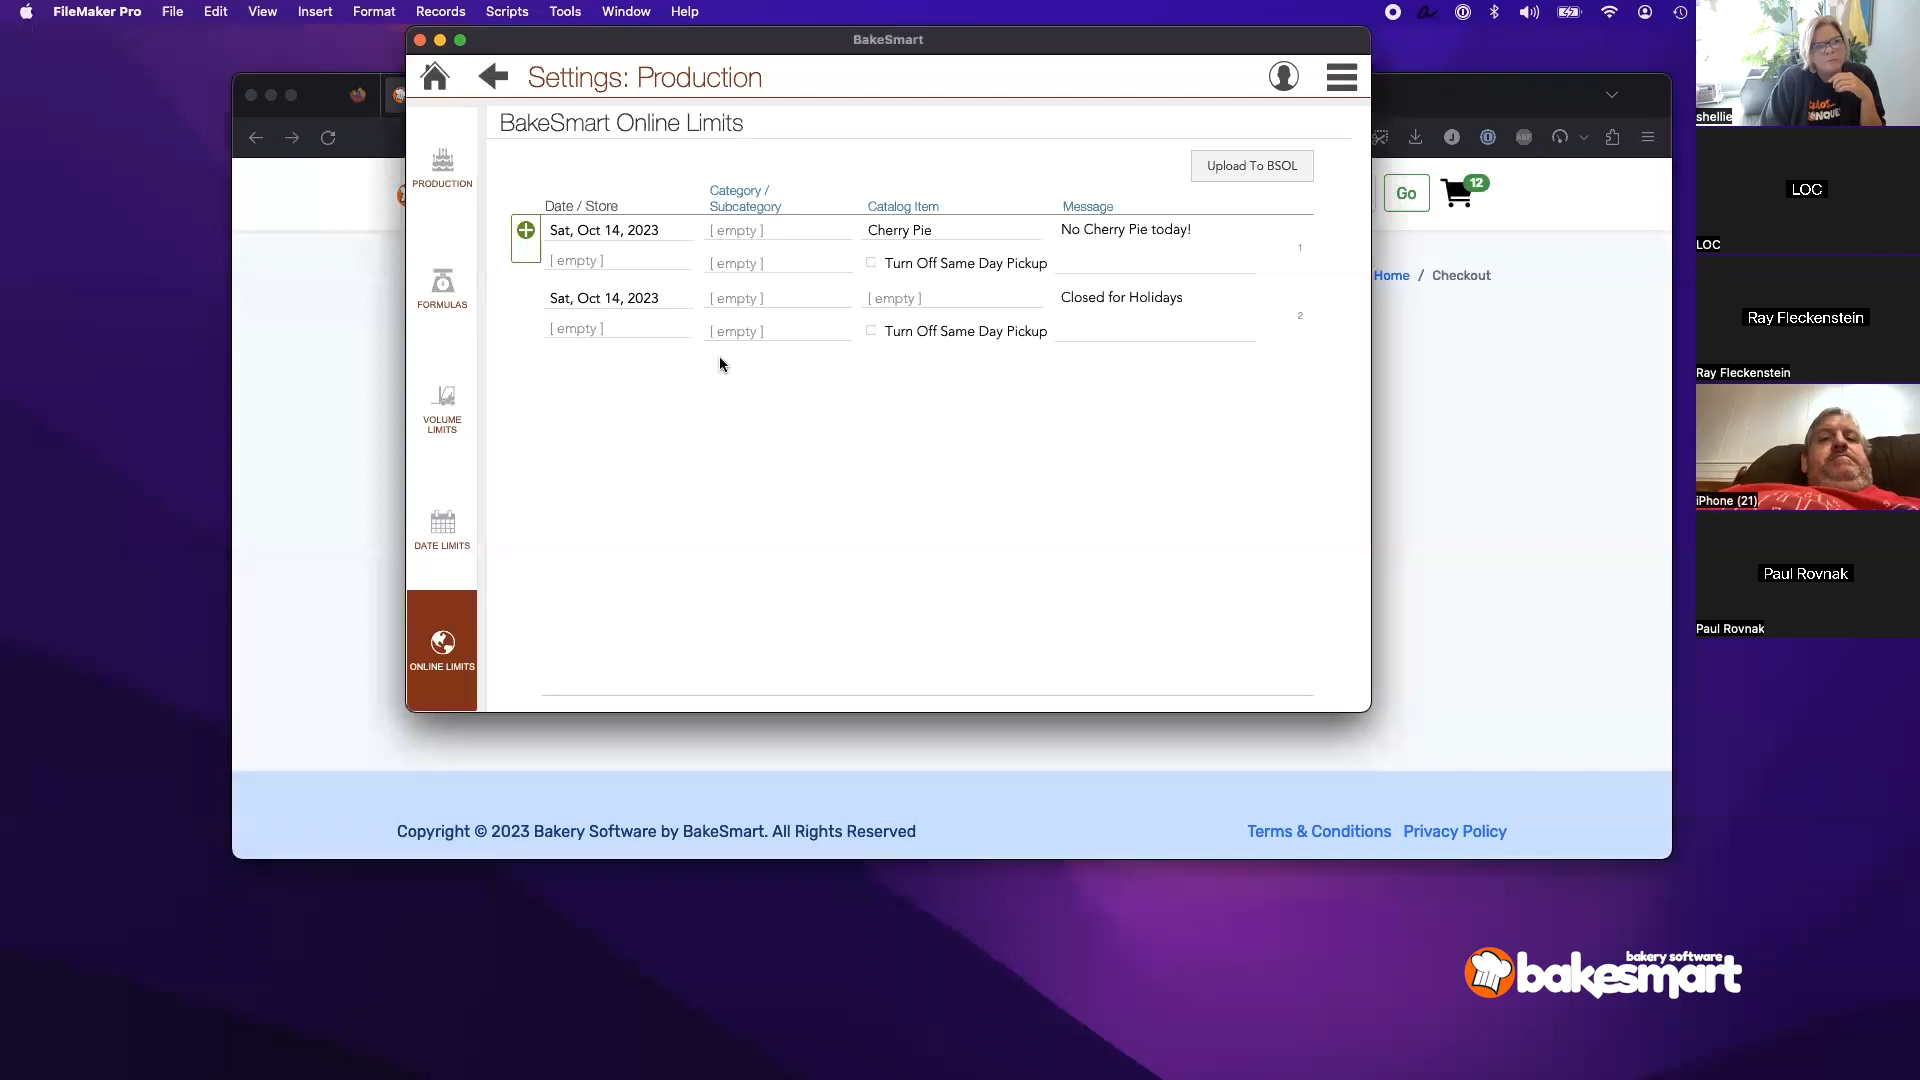 FileMaker Pro File Edit View Insert Format Records Scripts Tools Window Help
BakeSmart
Settings: Production
BakeSmart Online Limits
Upload To BSOL
Date / Store
Category /
Subcategory
Catalog Item
Message
Sat, Oct 14, 2023
[ empty ]
Cherry Pie
No Cherry Pie today!
1
[ empty ]
[ empty ]
Turn Off Same Day Pickup
Sat, Oct 14, 2023
[ empty ]
[ empty ]
Closed for Holidays
2
[ empty ]
[ empty ]
Turn Off Same Day Pickup
PRODUCTION
FORMULAS
VOLUME
LIMITS
DATE LIMITS
ONLINE LIMITS
Go
12
Home / Checkout
Copyright © 2023 Bakery Software by BakeSmart. All Rights Reserved
Terms & Conditions Privacy Policy
bakery software
bakesmart
shellie
LOC
LOC
Ray Fleckenstein
Ray Fleckenstein
iPhone (21)
Paul Rovnak
Paul Rovnak